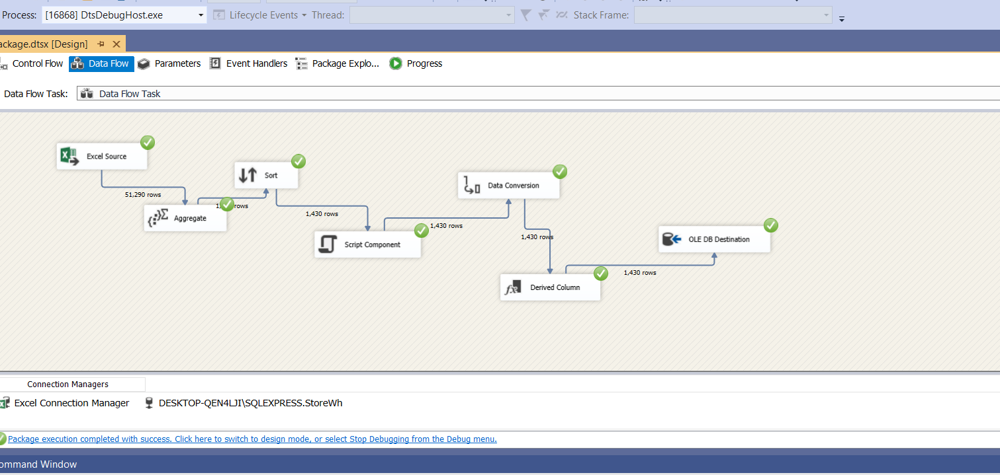 Process: [16868] DtsDebugHost.exe Lifecycle Events Thread: Stack Frame:
ackage.dtsx [Design]
Control Flow Data Flow Parameters Event Handlers Package Explo... Progress
Data Flow Task: Data Flow Task
Excel Source
51,290 rows
Aggregate
rows
Sort
1,430 rows
Script Component
1,430 rows
Data Conversion
1,430 rows
Derived Column
1,430 rows
OLE DB Destination
Connection Managers
Excel Connection Manager DESKTOP-QEN4LJI\SQLEXPRESS.StoreWh
Package execution completed with success. Click here to switch to design mode, or select Stop Debugging from the Debug menu.
ommand Window